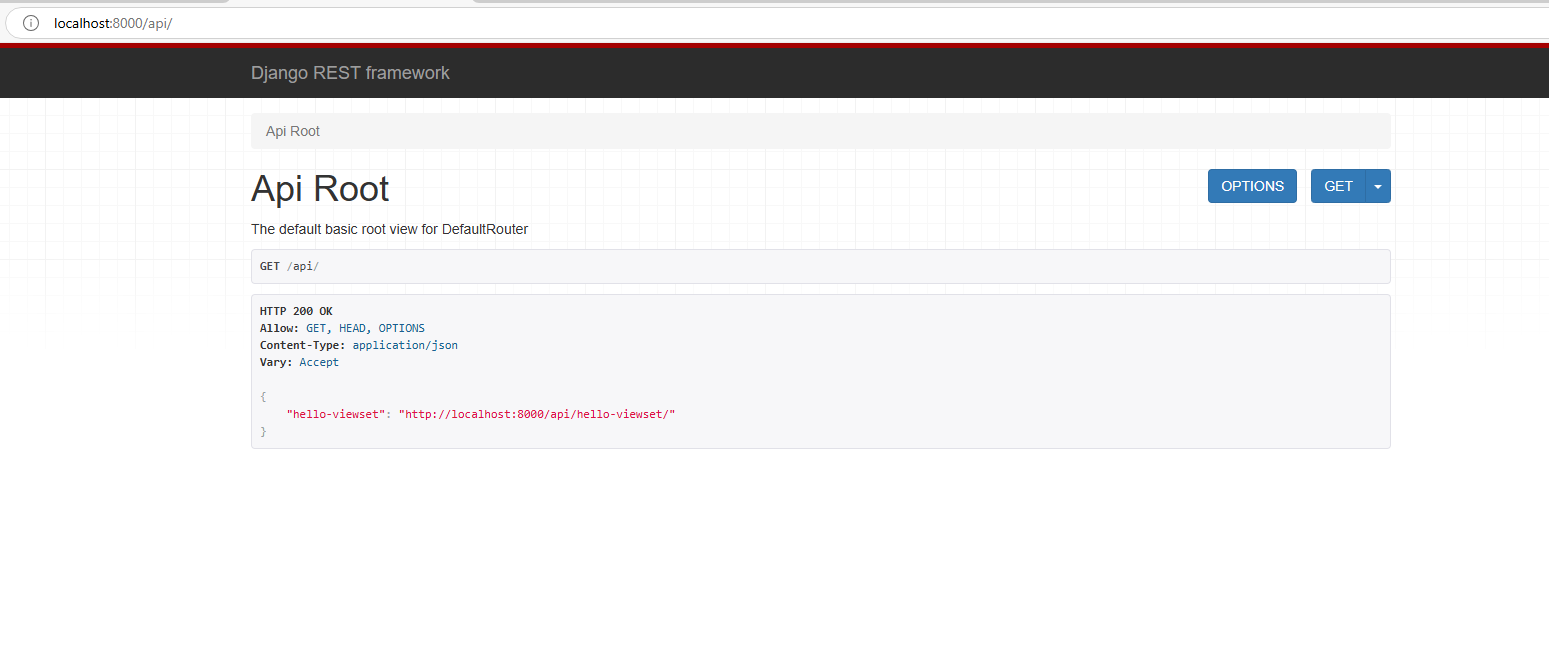 localhost:8000/api/
Django REST framework
Api Root
Api Root
OPTIONS
GET
The default basic root view for DefaultRouter
GET /api/
HTTP 200 OK
Allow: GET, HEAD, OPTIONS
Content-Type: application/json
Vary: Accept
{
    "hello-viewset": "http://localhost:8000/api/hello-viewset/"
}